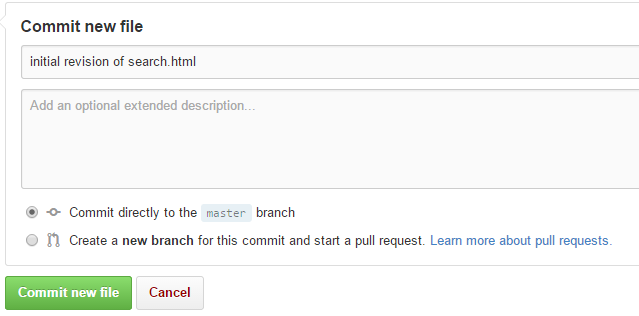 Commit new file
initial revision of search.html
Add an optional extended description...
Commit directly to the master branch
Create a new branch for this commit and start a pull request. Learn more about pull requests.
Commit new file Cancel